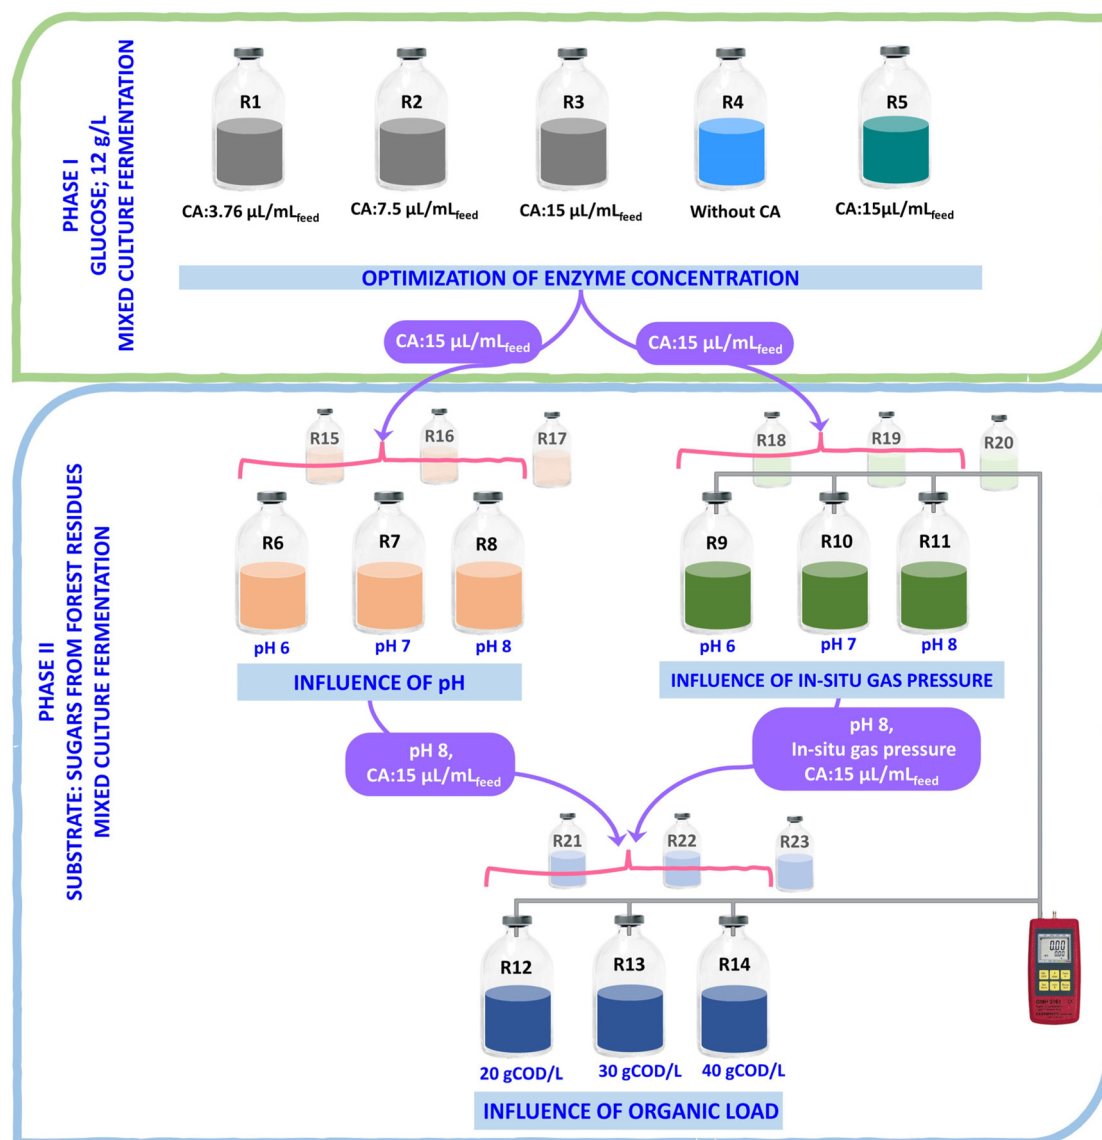 PHASE I
GLUCOSE; 12 g/L
MIXED CULTURE FERMENTATION
R1
R2
R3
R4
R5
CA:3.76 µL/mLfeed
CA:7.5 µL/mLfeed
CA:15 µL/mLfeed
Without CA
CA:15µL/mLfeed
OPTIMIZATION OF ENZYME CONCENTRATION
CA:15 µL/mLfeed
CA:15 µL/mLfeed
PHASE II
SUBSTRATE: SUGARS FROM FOREST RESIDUES
MIXED CULTURE FERMENTATION
R15
R16
R17
R18
R19
R20
R6
R7
R8
R9
R10
R11
pH 6
pH 7
pH 8
pH 6
pH 7
pH 8
INFLUENCE OF pH
INFLUENCE OF IN-SITU GAS PRESSURE
pH 8,
CA:15 µL/mLfeed
pH 8,
In-situ gas pressure
CA:15 µL/mLfeed
R21
R22
R23
R12
R13
R14
0.00
20 gCOD/L
30 gCOD/L
40 gCOD/L
INFLUENCE OF ORGANIC LOAD